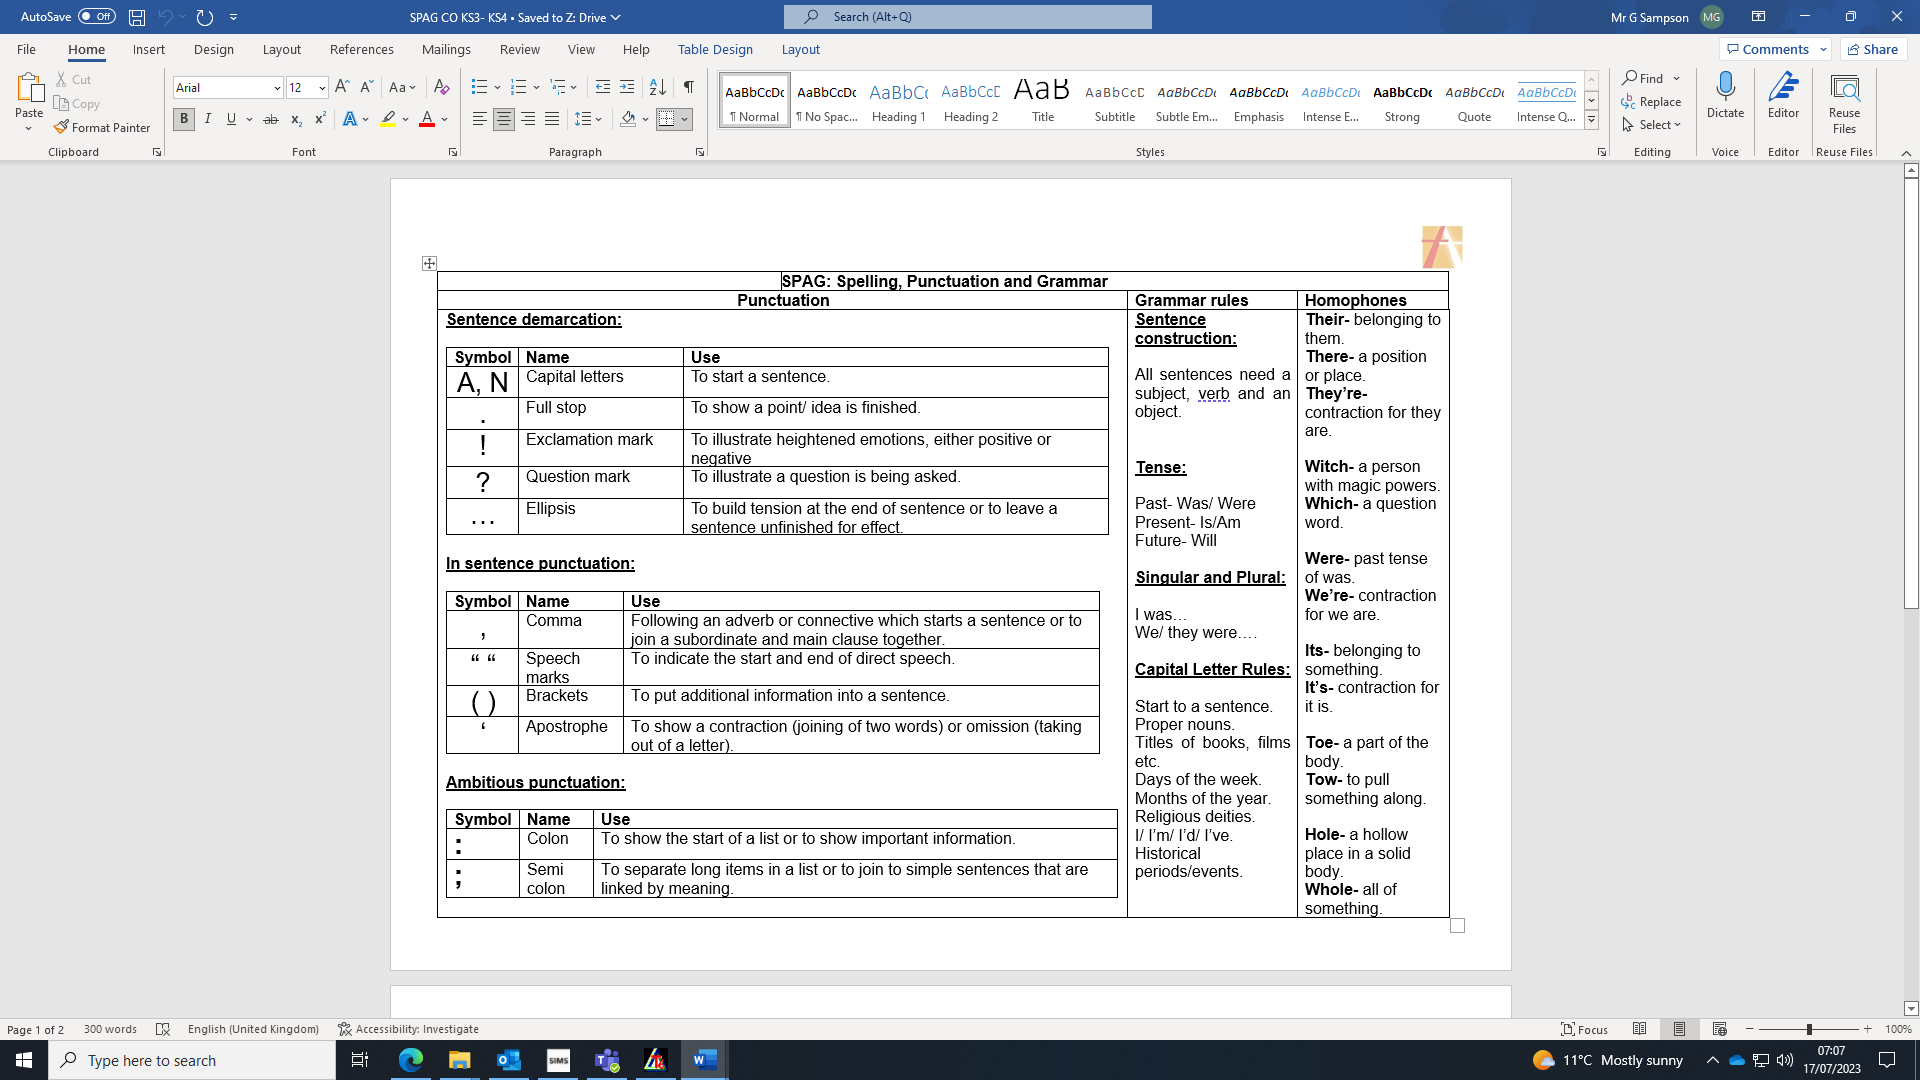 AutoSave Off SPAG CO KS3- KS4 • Saved to Z: Drive Search (Alt+Q) Mr G Sampson MG
File Home Insert Design Layout References Mailings Review View Help Table Design Layout Comments Share
Paste Cut Copy Format Painter
Arial 12 Aa
B I U ab x₂ x² A A
AaBbCcDc AaBbCcDc AaBbCc AaBbCcD AaB AaBbCcD AaBbCcDc AaBbCcDc AaBbCcDc AaBbCcDc AaBbCcDc AaBbCcDc
¶ Normal ¶ No Spac... Heading 1 Heading 2 Title Subtitle Subtle Em... Emphasis Intense E... Strong Quote Intense Q...
Find Replace Select
Dictate Editor Reuse Files
Clipboard Font Paragraph Styles Editing Voice Editor Reuse Files
SPAG: Spelling, Punctuation and Grammar
Punctuation Grammar rules Homophones
Sentence demarcation:
Symbol Name Use
A, N Capital letters To start a sentence.
. Full stop To show a point/ idea is finished.
! Exclamation mark To illustrate heightened emotions, either positive or
negative
? Question mark To illustrate a question is being asked.
… Ellipsis To build tension at the end of sentence or to leave a
sentence unfinished for effect.
In sentence punctuation:
Symbol Name Use
, Comma Following an adverb or connective which starts a sentence or to
join a subordinate and main clause together.
“ “ Speech marks To indicate the start and end of direct speech.
( ) Brackets To put additional information into a sentence.
‘ Apostrophe To show a contraction (joining of two words) or omission (taking
out of a letter).
Ambitious punctuation:
Symbol Name Use
: Colon To show the start of a list or to show important information.
; Semi colon To separate long items in a list or to join to simple sentences that are
linked by meaning.
Sentence
construction:
All sentences need a
subject, verb and an
object.
Tense:
Past- Was/ Were
Present- Is/Am
Future- Will
Singular and Plural:
I was…
We/ they were….
Capital Letter Rules:
Start to a sentence.
Proper nouns.
Titles of books, films
etc.
Days of the week.
Months of the year.
Religious deities.
I/ I’m/ I’d/ I’ve.
Historical
periods/events.
Their- belonging to
them.
There- a position
or place.
They’re-
contraction for they
are.
Witch- a person
with magic powers.
Which- a question
word.
Were- past tense
of was.
We’re- contraction
for we are.
Its- belonging to
something.
It’s- contraction for
it is.
Toe- a part of the
body.
Tow- to pull
something along.
Hole- a hollow
place in a solid
body.
Whole- all of
something.
Page 1 of 2 300 words English (United Kingdom) Accessibility: Investigate Focus 100%
Type here to search SIMS 11°C Mostly sunny 07:07
17/07/2023